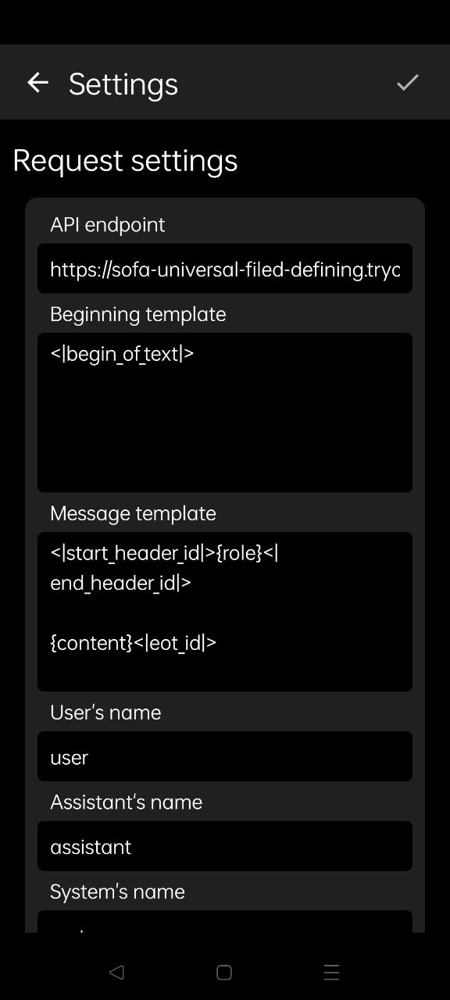 Settings
Request settings
API endpoint
https://sofa-universal-filed-defining.tryc
Beginning template
<|begin_of_text|>
Message template
<|start_header_id|>{role}<|
end_header_id|>
{content}<|eot_id|>
User's name
user
Assistant's name
assistant
System's name